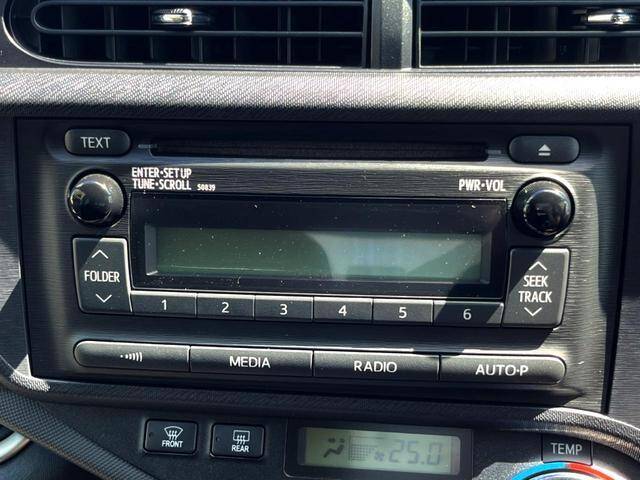 TEXT
ENTER•SETUP
TUNE•SCROLL 50839
PWR•VOL
FOLDER
SEEK
TRACK
1 2 3 4 5 6
MEDIA
RADIO
AUTO•P
FRONT
REAR
25.0
TEMP